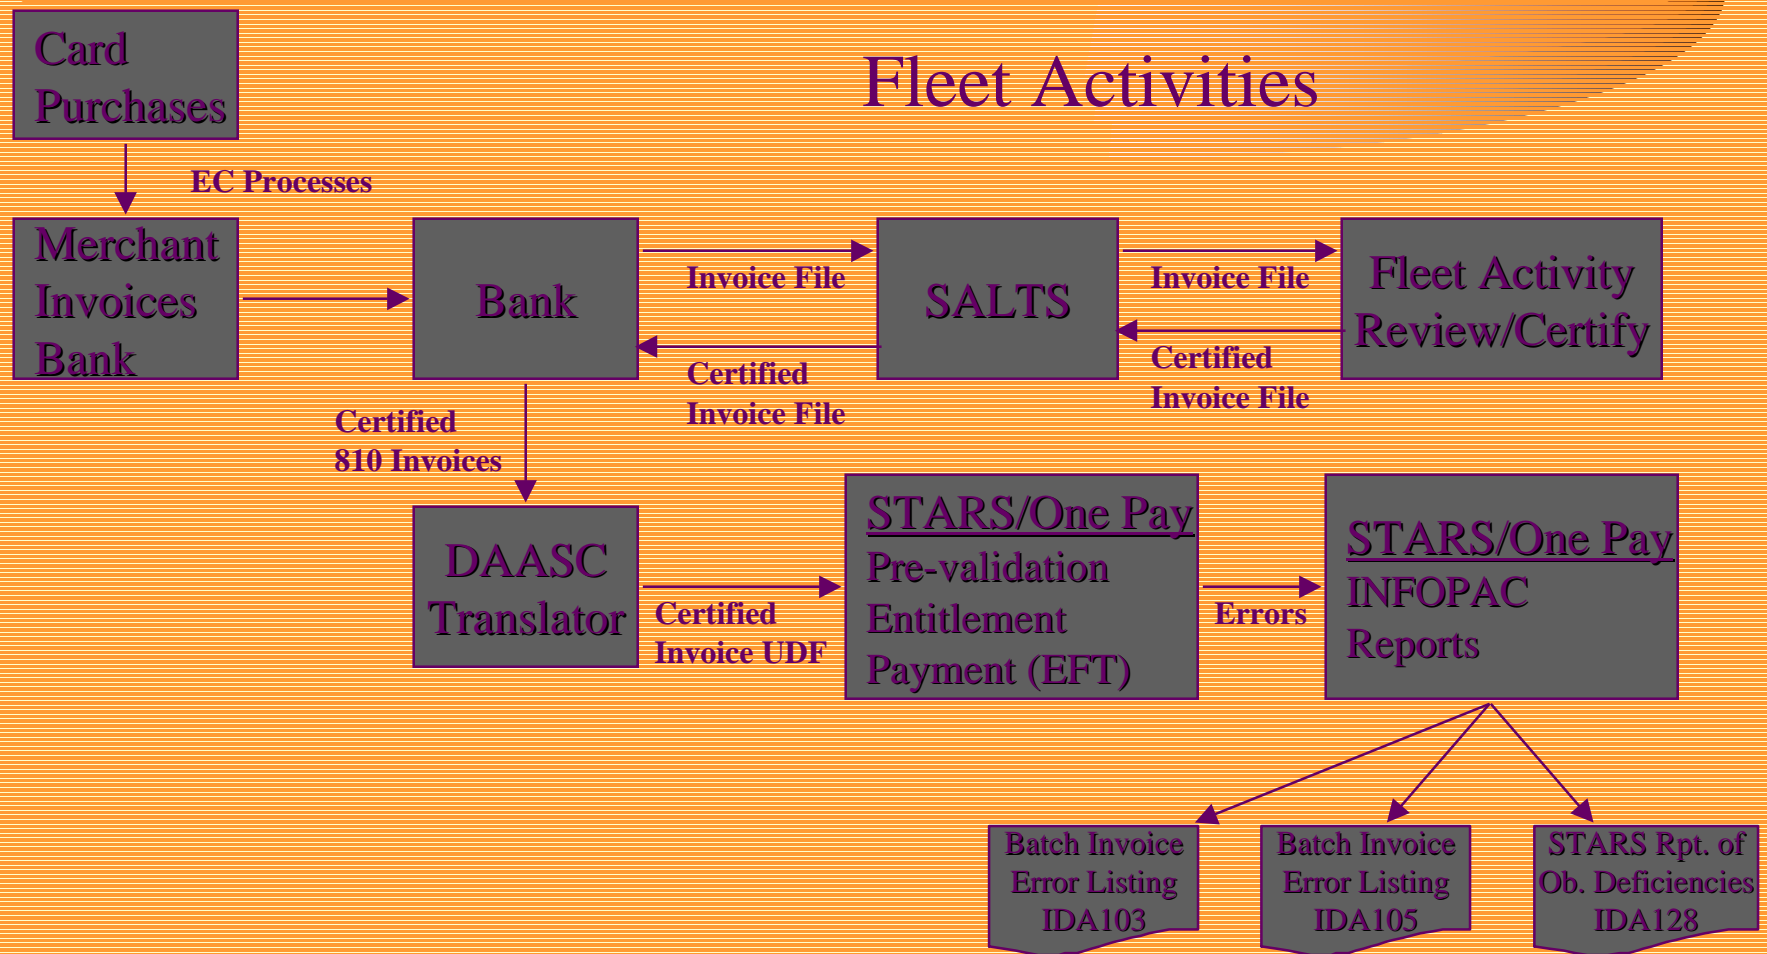 Card
Purchases
Fleet Activities
EC Processes
Merchant
Invoices
Bank
Bank
Invoice File
SALTS
Invoice File
Fleet Activity
Review/Certify
Certified
Invoice File
Certified
Invoice File
Certified
810 Invoices
DAASC
Translator
Certified
Invoice UDF
STARS/One Pay
Pre-validation
Entitlement
Payment (EFT)
Errors
STARS/One Pay
INFOPAC
Reports
Batch Invoice
Error Listing
IDA103
Batch Invoice
Error Listing
IDA105
STARS Rpt. of
Ob. Deficiencies
IDA128